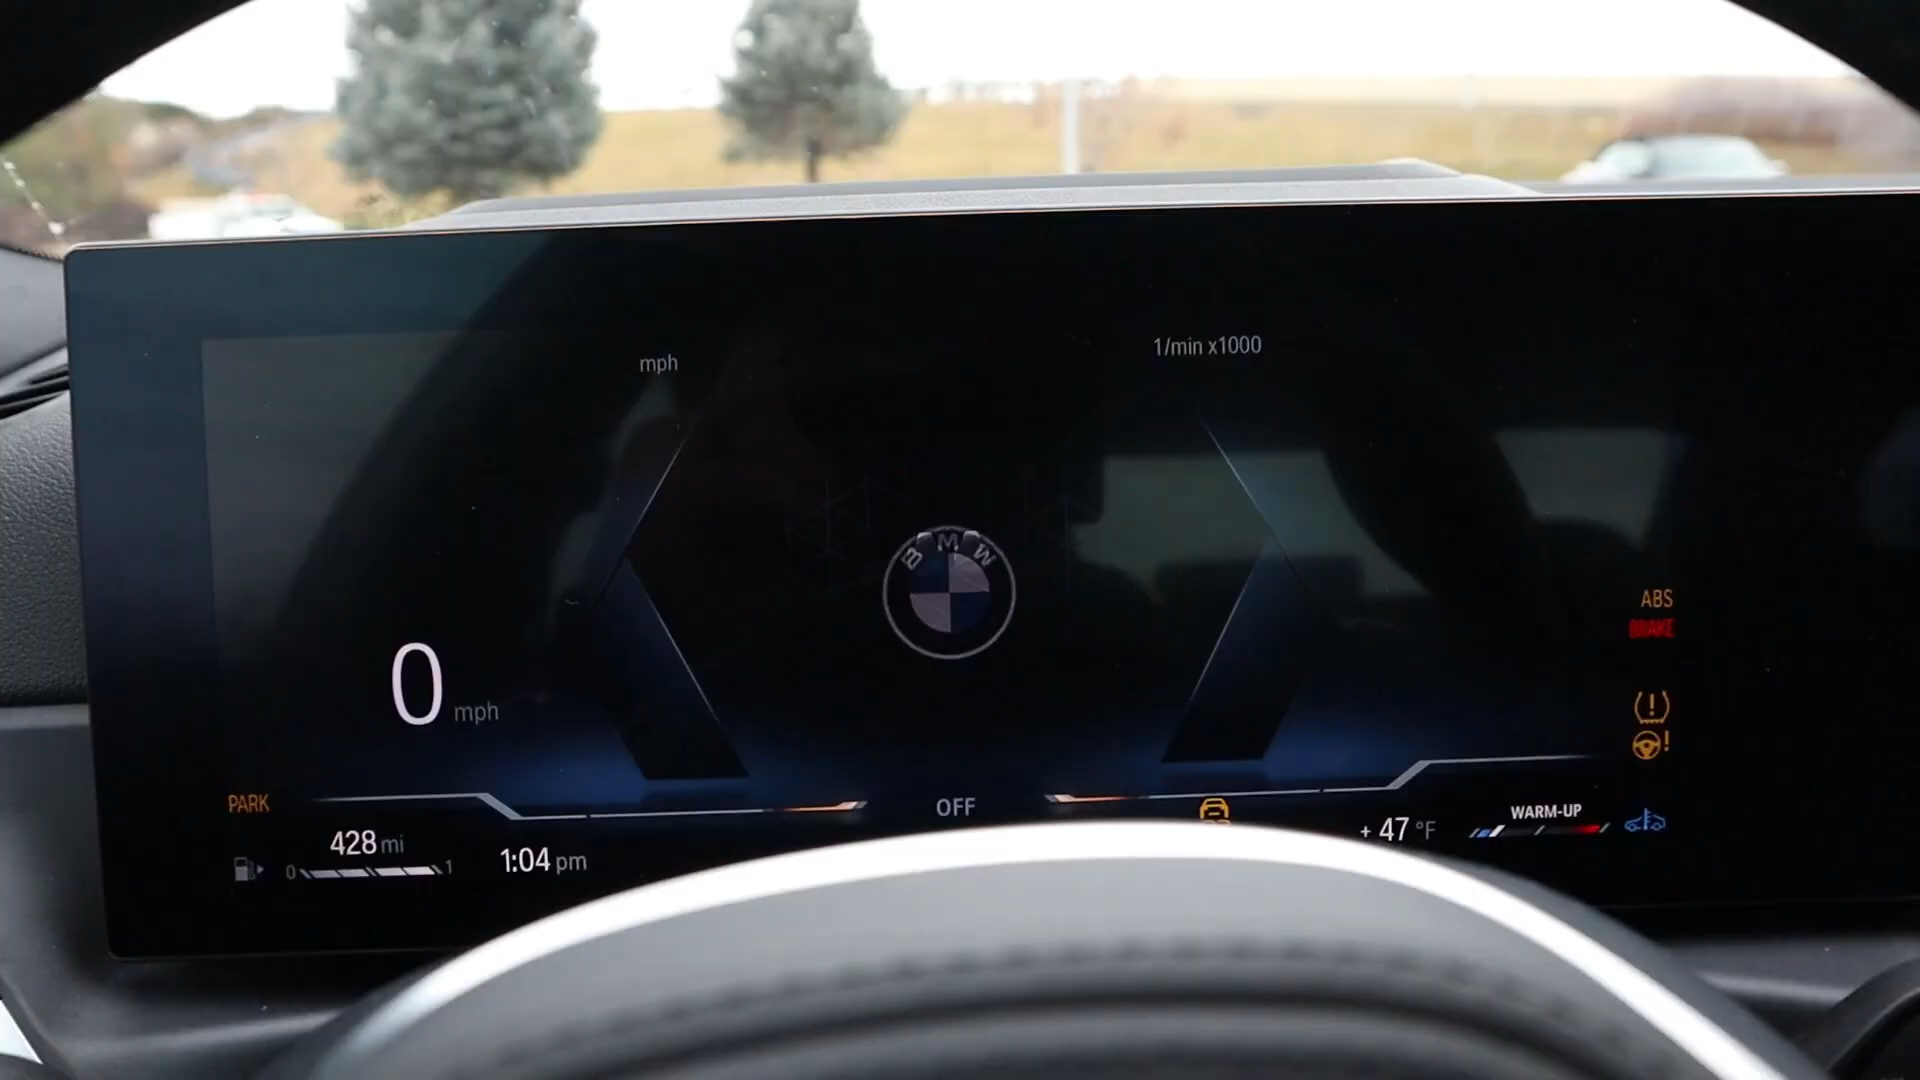 mph
1/min x1000
BMW
ABS
BRAKE
0 mph
PARK
OFF
428 mi
0 1
1:04 pm
+ 47 °F
WARM-UP